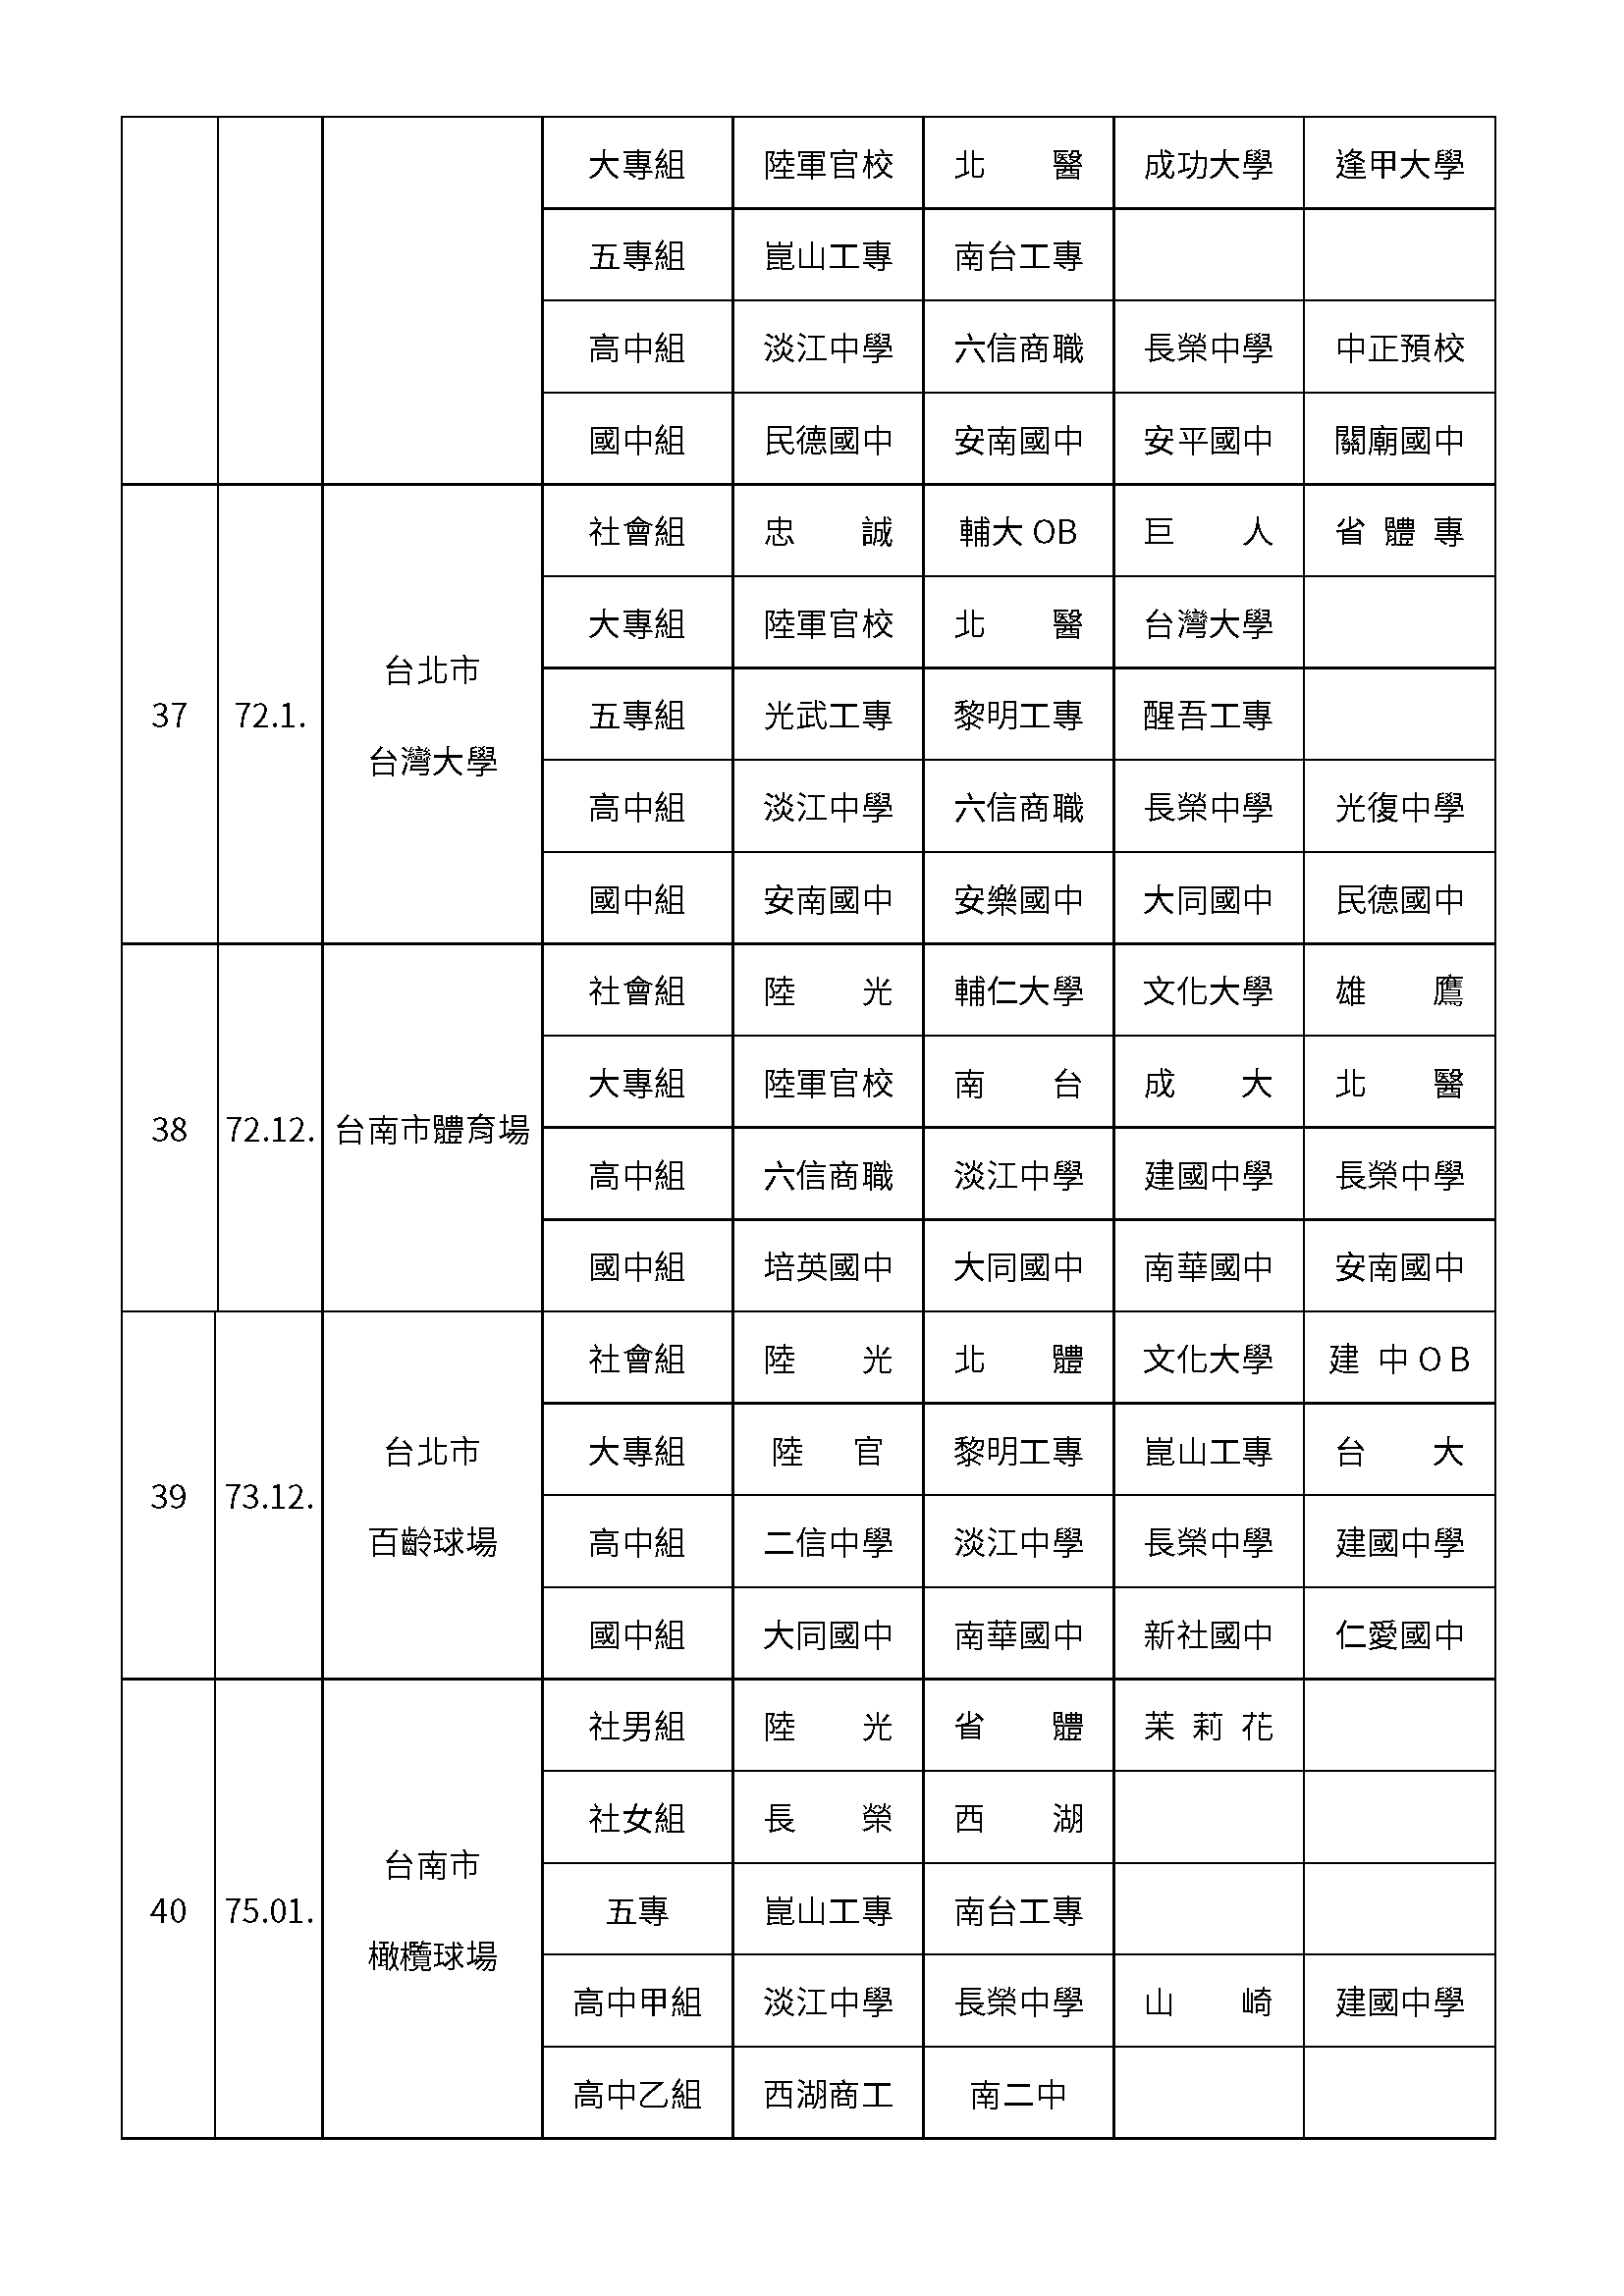 大專組 陸軍官校 北醫 成功大學 逢甲大學
五專組 崑山工專 南台工專
高中組 淡江中學 六信商職 長榮中學 中正預校
國中組 民德國中 安南國中 安平國中 關廟國中
37 72.1. 台北市
台灣大學
社會組 忠誠 輔大 OB 巨人 省體專
大專組 陸軍官校 北醫 台灣大學
五專組 光武工專 黎明工專 醒吾工專
高中組 淡江中學 六信商職 長榮中學 光復中學
國中組 安南國中 安樂國中 大同國中 民德國中
38 72.12. 台南市體育場
社會組 陸光 輔仁大學 文化大學 雄鷹
大專組 陸軍官校 南台 成大 北醫
高中組 六信商職 淡江中學 建國中學 長榮中學
國中組 培英國中 大同國中 南華國中 安南國中
39 73.12. 台北市
百齡球場
社會組 陸光 北體 文化大學 建中OB
大專組 陸官 黎明工專 崑山工專 台大
高中組 二信中學 淡江中學 長榮中學 建國中學
國中組 大同國中 南華國中 新社國中 仁愛國中
40 75.01. 台南市
橄欖球場
社男組 陸光 省體 茉莉花
社女組 長榮 西湖
五專 崑山工專 南台工專
高中甲組 淡江中學 長榮中學 山崎 建國中學
高中乙組 西湖商工 南二中